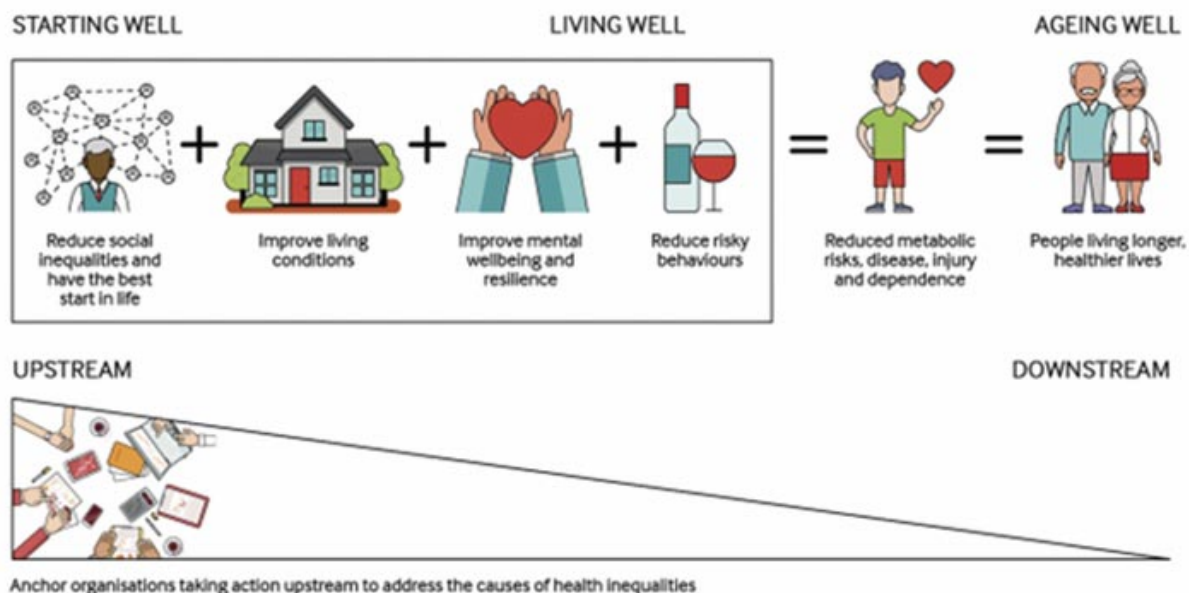 STARTING WELL
LIVING WELL
AGEING WELL
Reduce social
inequalities and
have the best
start in life
Improve living
conditions
Improve mental
wellbeing and
resilience
Reduce risky
behaviours
Reduced metabolic
risks, disease, injury
and dependence
People living longer,
healthier lives
UPSTREAM
DOWNSTREAM
Anchor organisations taking action upstream to address the causes of health inequalities